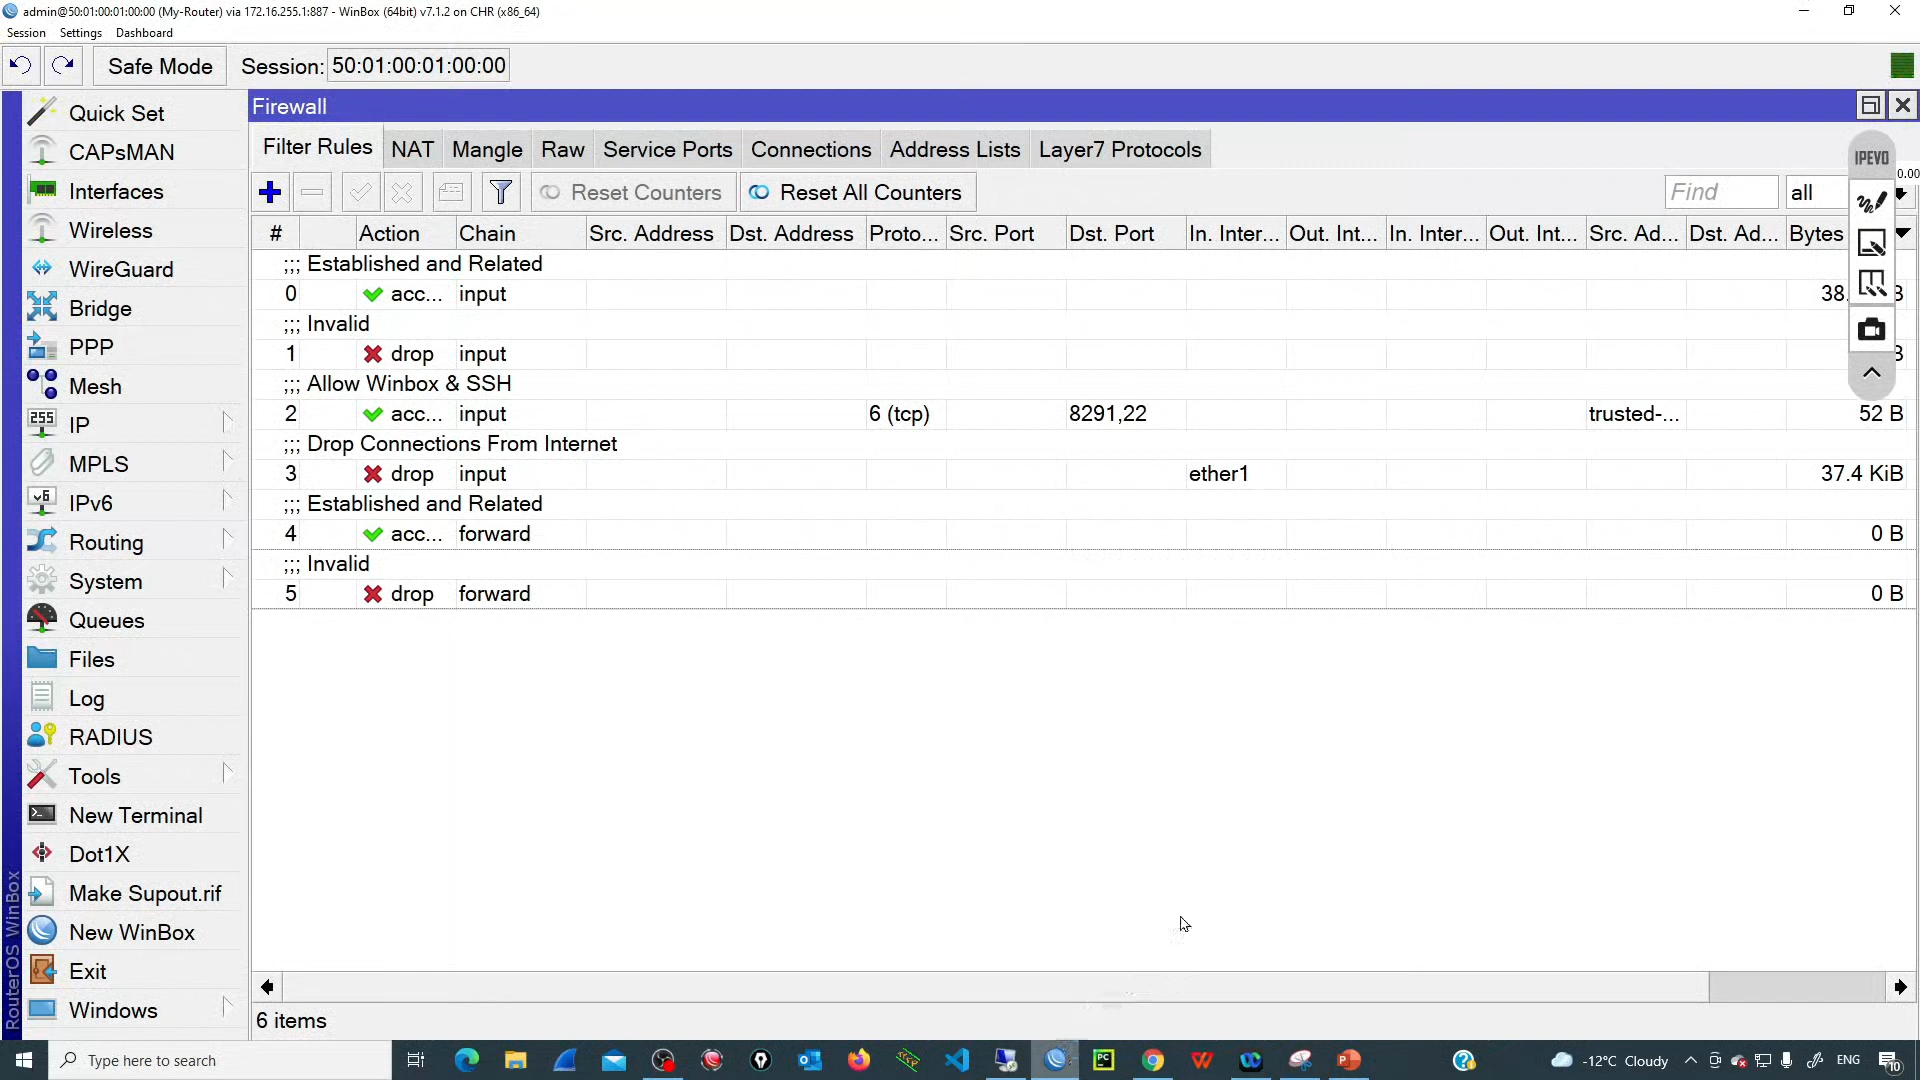 admin@50:01:00:01:00:00 (My-Router) via 172.16.255.1:887 - WinBox (64bit) v7.1.2 on CHR (x86_64)
Session Settings Dashboard
Safe Mode Session: 50:01:00:01:00:00
Quick Set
CAPsMAN
Interfaces
Wireless
WireGuard
Bridge
PPP
Mesh
IP
MPLS
IPv6
Routing
System
Queues
Files
Log
RADIUS
Tools
New Terminal
Dot1X
Make Supout.rif
New WinBox
Exit
Windows
RouterOS WinBox
Firewall
Filter Rules NAT Mangle Raw Service Ports Connections Address Lists Layer7 Protocols
Reset Counters Reset All Counters Find all
IPEVO
0.00
# Action Chain Src. Address Dst. Address Proto... Src. Port Dst. Port In. Inter... Out. Int... In. Inter... Out. Int... Src. Ad... Dst. Ad... Bytes
;;; Established and Related
0 acc... input 38. B
;;; Invalid
1 drop input B
;;; Allow Winbox & SSH
2 acc... input 6 (tcp) 8291,22 trusted-... 52 B
;;; Drop Connections From Internet
3 drop input ether1 37.4 KiB
;;; Established and Related
4 acc... forward 0 B
;;; Invalid
5 drop forward 0 B
6 items
Type here to search
-12°C Cloudy ENG 10